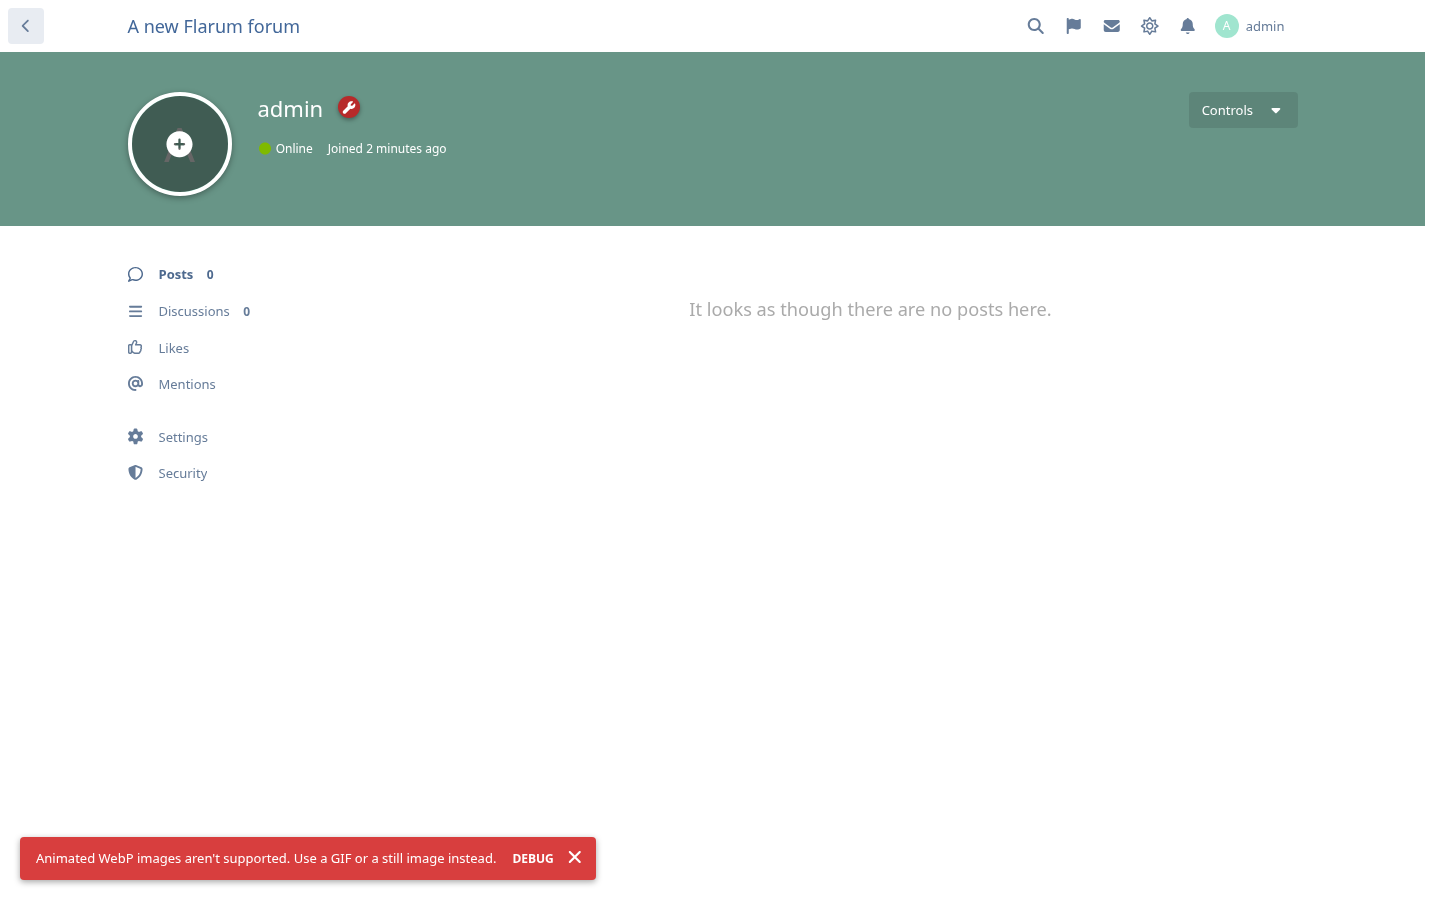 A new Flarum forum
A admin
admin
Controls
Online Joined 2 minutes ago
Posts 0
Discussions 0
Likes
Mentions
Settings
Security
It looks as though there are no posts here.
Animated WebP images aren't supported. Use a GIF or a still image instead. DEBUG